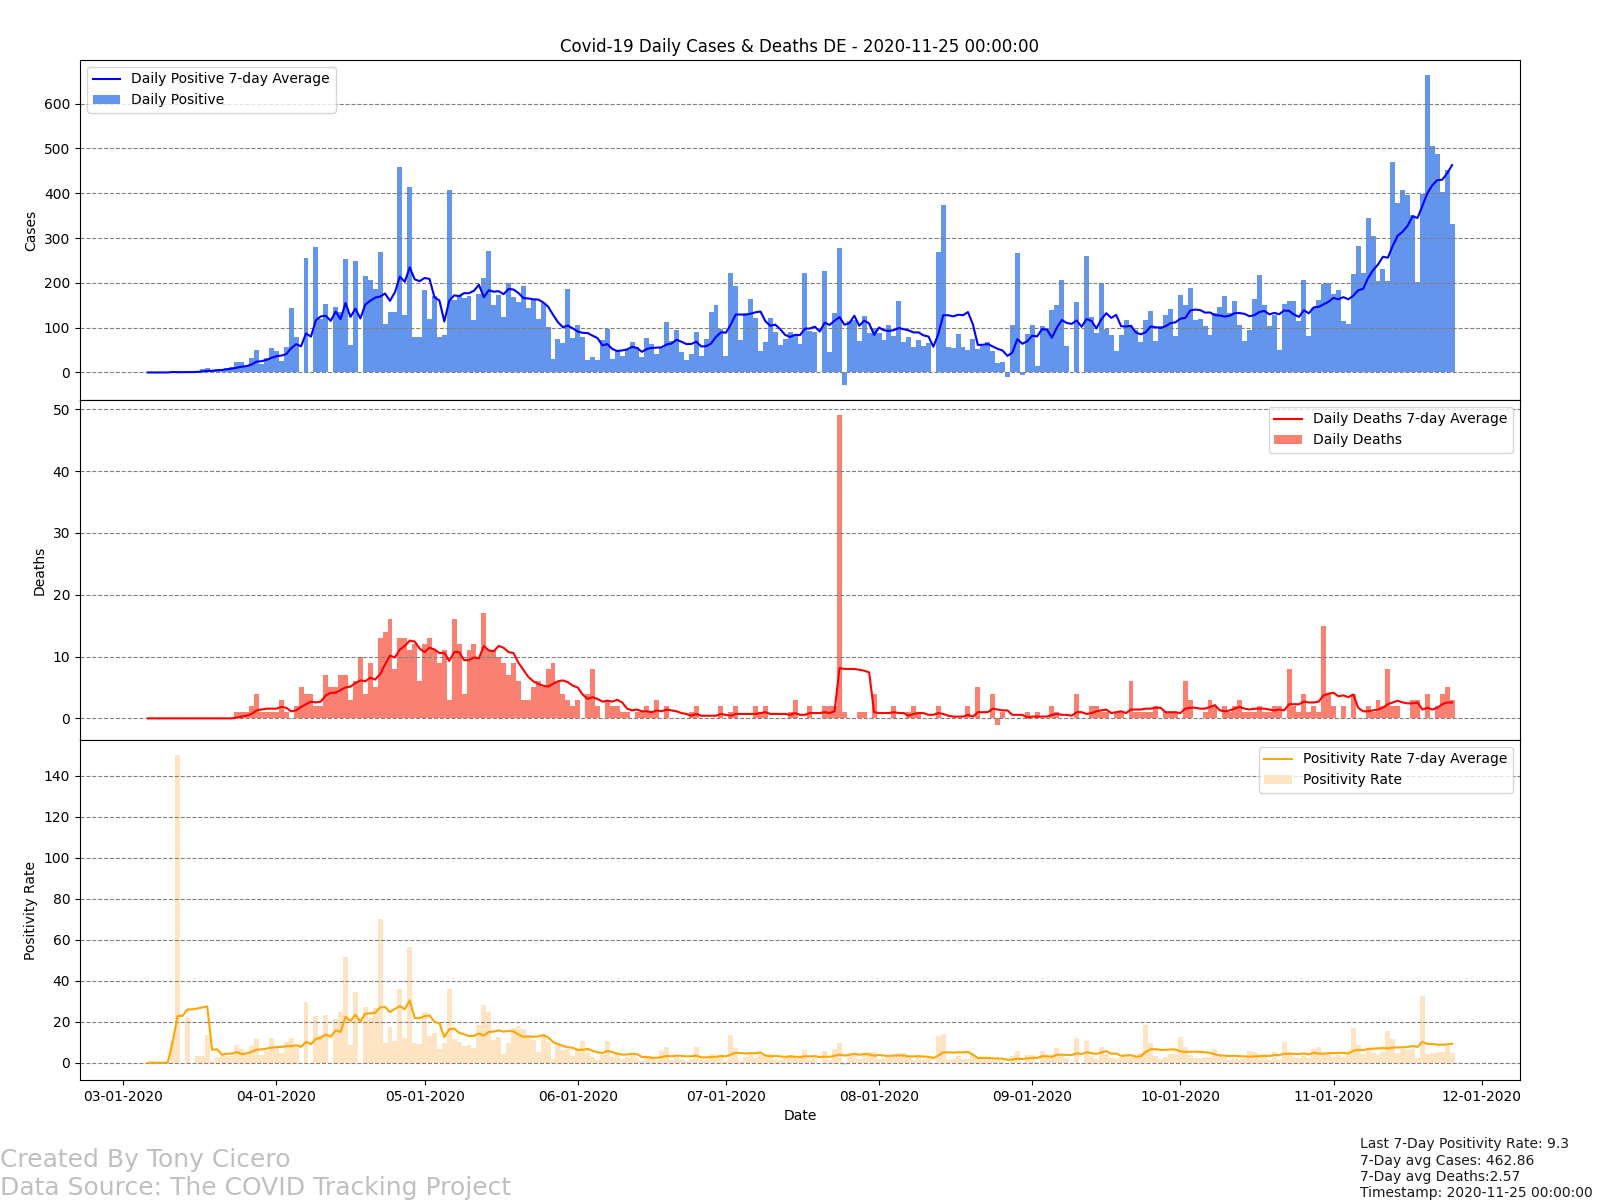 Covid-19 Daily Cases & Deaths DE - 2020-11-25 00:00:00
Daily Positive 7-day Average
Daily Positive
600
500
400
300
200
100
0
Cases
Daily Deaths 7-day Average
Daily Deaths
50
40
30
20
10
0
Deaths
Positivity Rate 7-day Average
Positivity Rate
140
120
100
80
60
40
20
0
Positivity Rate
03-01-2020 04-01-2020 05-01-2020 06-01-2020 07-01-2020 08-01-2020 09-01-2020 10-01-2020 11-01-2020 12-01-2020
Date
Created By Tony Cicero
Data Source: The COVID Tracking Project
Last 7-Day Positivity Rate: 9.3
7-Day avg Cases: 462.86
7-Day avg Deaths:2.57
Timestamp: 2020-11-25 00:00:00